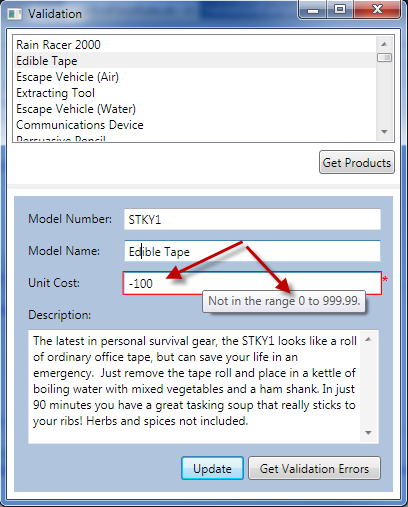 Validation
Rain Racer 2000
Edible Tape
Escape Vehicle (Air)
Extracting Tool
Escape Vehicle (Water)
Communications Device
Persuasive Pencil
Get Products
Model Number: STKY1
Model Name: Edible Tape
Unit Cost: -100 *
Not in the range 0 to 999.99.
Description:
The latest in personal survival gear, the STKY1 looks like a roll
of ordinary office tape, but can save your life in an
emergency.  Just remove the tape roll and place in a kettle of
boiling water with mixed vegetables and a ham shank. In just
90 minutes you have a great tasking soup that really sticks to
your ribs! Herbs and spices not included.
Update Get Validation Errors